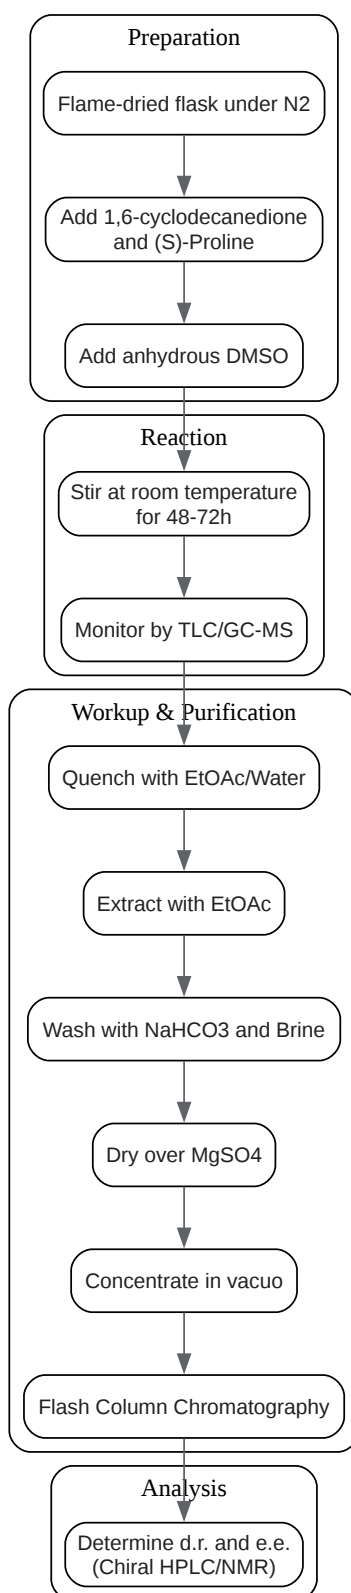 Preparation
Flame-dried flask under N2
Add 1,6-cyclodecanedione
and (S)-Proline
Add anhydrous DMSO
Reaction
Stir at room temperature
for 48-72h
Monitor by TLC/GC-MS
Workup & Purification
Quench with EtOAc/Water
Extract with EtOAc
Wash with NaHCO3 and Brine
Dry over MgSO4
Concentrate in vacuo
Flash Column Chromatography
Analysis
Determine d.r. and e.e.
(Chiral HPLC/NMR)